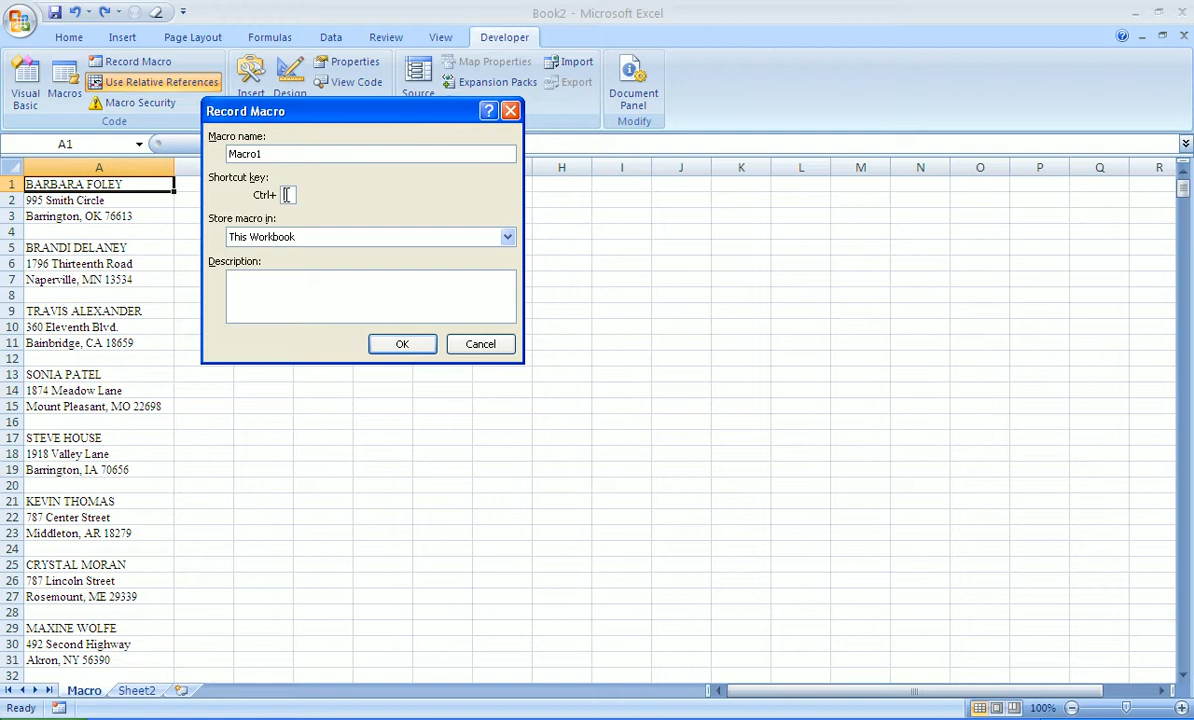 Book2 - Microsoft Excel
Home Insert Page Layout Formulas Data Review View Developer
Visual Basic
Macros
Record Macro
Use Relative References
Macro Security
Code
Insert
Design
Properties
View Code
Source
Map Properties
Expansion Packs
Import
Export
Document Panel
Modify
A1
Record Macro
Macro name:
Macro1
Shortcut key:
Ctrl+
Store macro in:
This Workbook
Description:
OK Cancel
A H I J K L M N O P Q R
1 BARBARA FOLEY
2 995 Smith Circle
3 Barrington, OK 76613
4
5 BRANDI DELANEY
6 1796 Thirteenth Road
7 Naperville, MN 13534
8
9 TRAVIS ALEXANDER
10 360 Eleventh Blvd.
11 Bainbridge, CA 18659
12
13 SONIA PATEL
14 1874 Meadow Lane
15 Mount Pleasant, MO 22698
16
17 STEVE HOUSE
18 1918 Valley Lane
19 Barrington, IA 70656
20
21 KEVIN THOMAS
22 787 Center Street
23 Middleton, AR 18279
24
25 CRYSTAL MORAN
26 787 Lincoln Street
27 Rosemount, ME 29339
28
29 MAXINE WOLFE
30 492 Second Highway
31 Akron, NY 56390
32
Macro Sheet2
Ready 100%